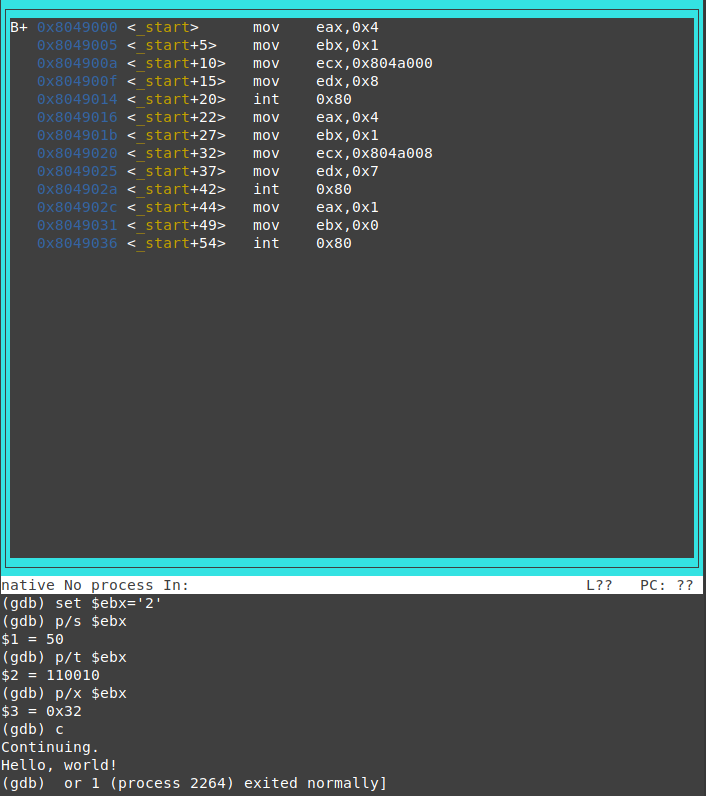 B+ 0x8049000 <_start>      mov    eax,0x4
   0x8049005 <_start+5>    mov    ebx,0x1
   0x804900a <_start+10>   mov    ecx,0x804a000
   0x804900f <_start+15>   mov    edx,0x8
   0x8049014 <_start+20>   int    0x80
   0x8049016 <_start+22>   mov    eax,0x4
   0x804901b <_start+27>   mov    ebx,0x1
   0x8049020 <_start+32>   mov    ecx,0x804a008
   0x8049025 <_start+37>   mov    edx,0x7
   0x804902a <_start+42>   int    0x80
   0x804902c <_start+44>   mov    eax,0x1
   0x8049031 <_start+49>   mov    ebx,0x0
   0x8049036 <_start+54>   int    0x80
native No process In:                                            L??   PC: ??
(gdb) set $ebx='2'
(gdb) p/s $ebx
$1 = 50
(gdb) p/t $ebx
$2 = 110010
(gdb) p/x $ebx
$3 = 0x32
(gdb) c
Continuing.
Hello, world!
(gdb)  or 1 (process 2264) exited normally]